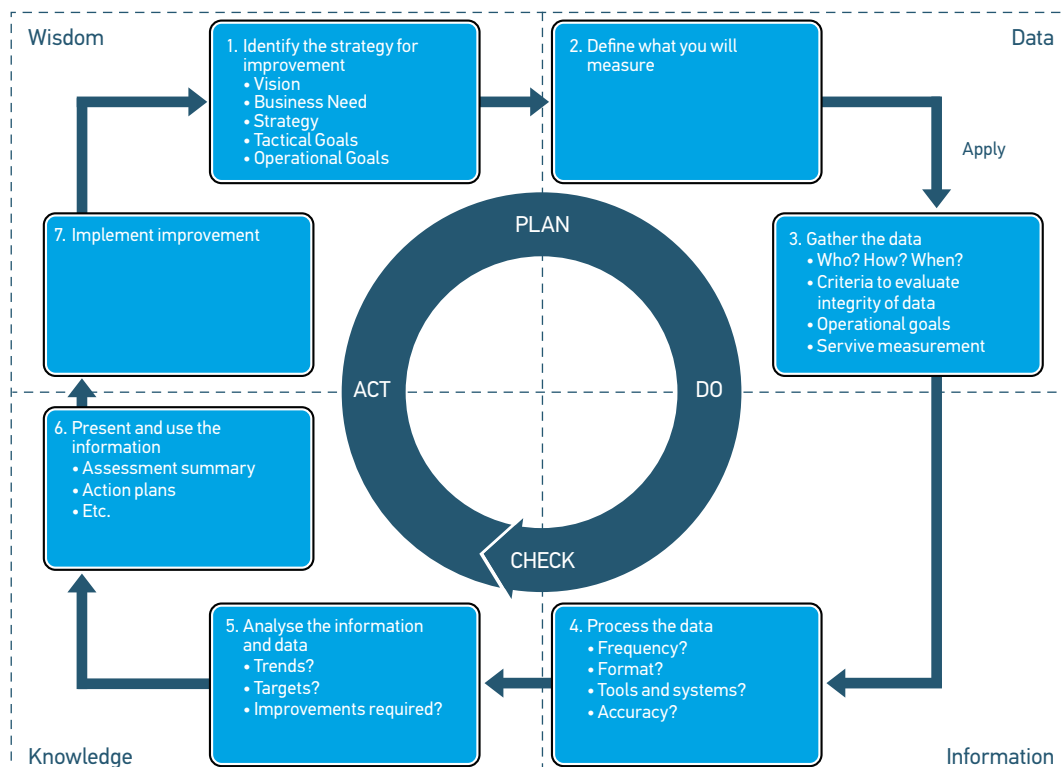 Wisdom
Data
1. Identify the strategy for
improvement
• Vision
• Business Need
• Strategy
• Tactical Goals
• Operational Goals
2. Define what you will
measure
Apply
3. Gather the data
• Who? How? When?
• Criteria to evaluate
integrity of data
• Operational goals
• Servive measurement
4. Process the data
• Frequency?
• Format?
• Tools and systems?
• Accuracy?
5. Analyse the information
and data
• Trends?
• Targets?
• Improvements required?
6. Present and use the
information
• Assessment summary
• Action plans
• Etc.
7. Implement improvement
PLAN
DO
CHECK
ACT
Knowledge
Information